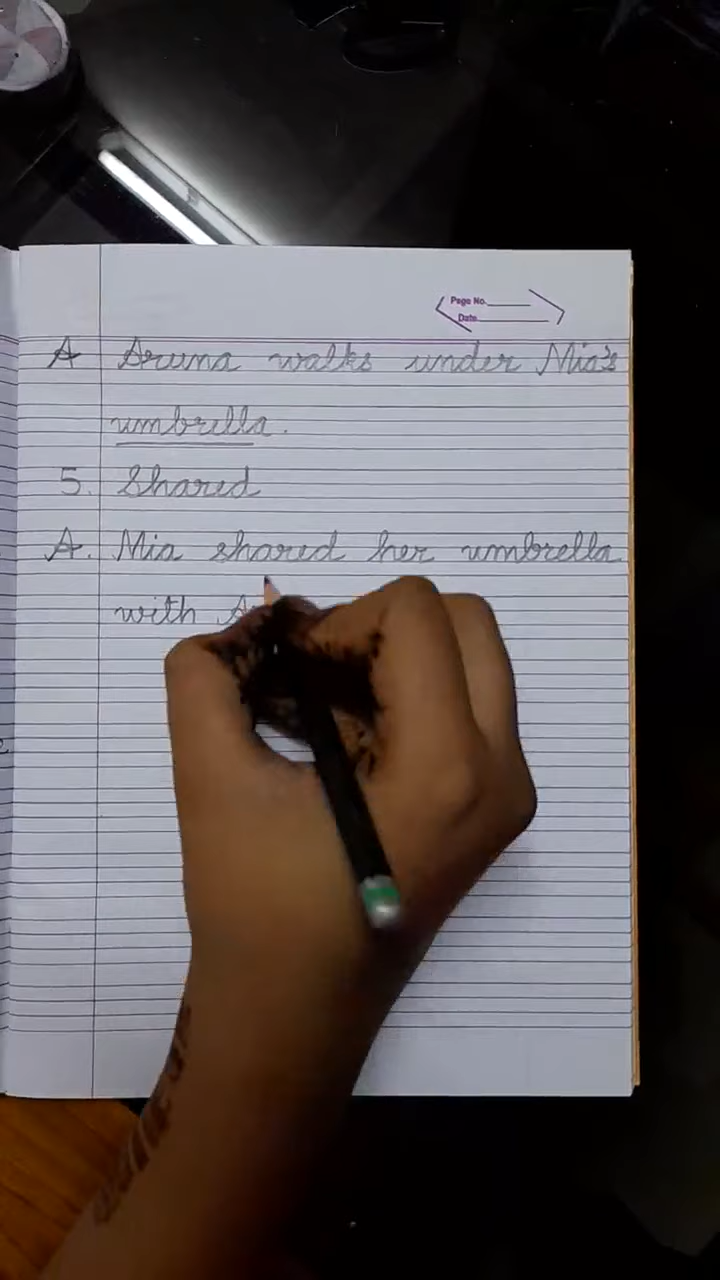 Page No.
Date
A Aruna walks under Mia's
umbrella.
5. Shared
A. Mia shared her umbrella
with A